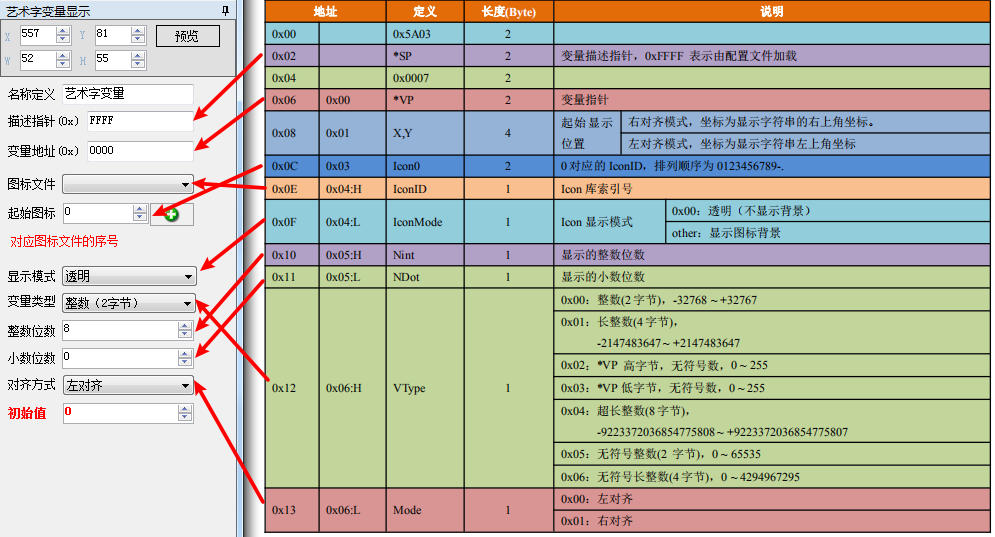 艺术字变量显示
X 557 Y 81 预览
W 52 H 55
名称定义 艺术字变量
描述指针(0x) FFFF
变量地址(0x) 0000
图标文件
起始图标 0
对应图标文件的序号
显示模式 透明
变量类型 整数（2字节）
整数位数 8
小数位数 0
对齐方式 左对齐
初始值 0
地址 定义 长度(Byte) 说明
0x00 0x5A03 2
0x02 *SP 2 变量描述指针，0xFFFF 表示由配置文件加载
0x04 0x0007 2
0x06 0x00 *VP 2 变量指针
0x08 0x01 X,Y 4 起始显示位置 右对齐模式，坐标为显示字符串的右上角坐标。
左对齐模式，坐标为显示字符串左上角坐标
0x0C 0x03 Icon0 2 0 对应的 IconID，排列顺序为 0123456789-.
0x0E 0x04:H IconID 1 Icon 库索引号
0x0F 0x04:L IconMode 1 Icon 显示模式 0x00：透明（不显示背景）
other：显示图标背景
0x10 0x05:H Nint 1 显示的整数位数
0x11 0x05:L NDot 1 显示的小数位数
0x12 0x06:H VType 1 0x00：整数(2 字节)，-32768～+32767
0x01：长整数(4 字节)，
-2147483647～+2147483647
0x02：*VP 高字节，无符号数，0～255
0x03：*VP 低字节，无符号数，0～255
0x04：超长整数(8 字节)，
-9223372036854775808～+9223372036854775807
0x05：无符号整数(2 字节)，0～65535
0x06：无符号长整数(4 字节)，0～4294967295
0x13 0x06:L Mode 1 0x00：左对齐
0x01：右对齐